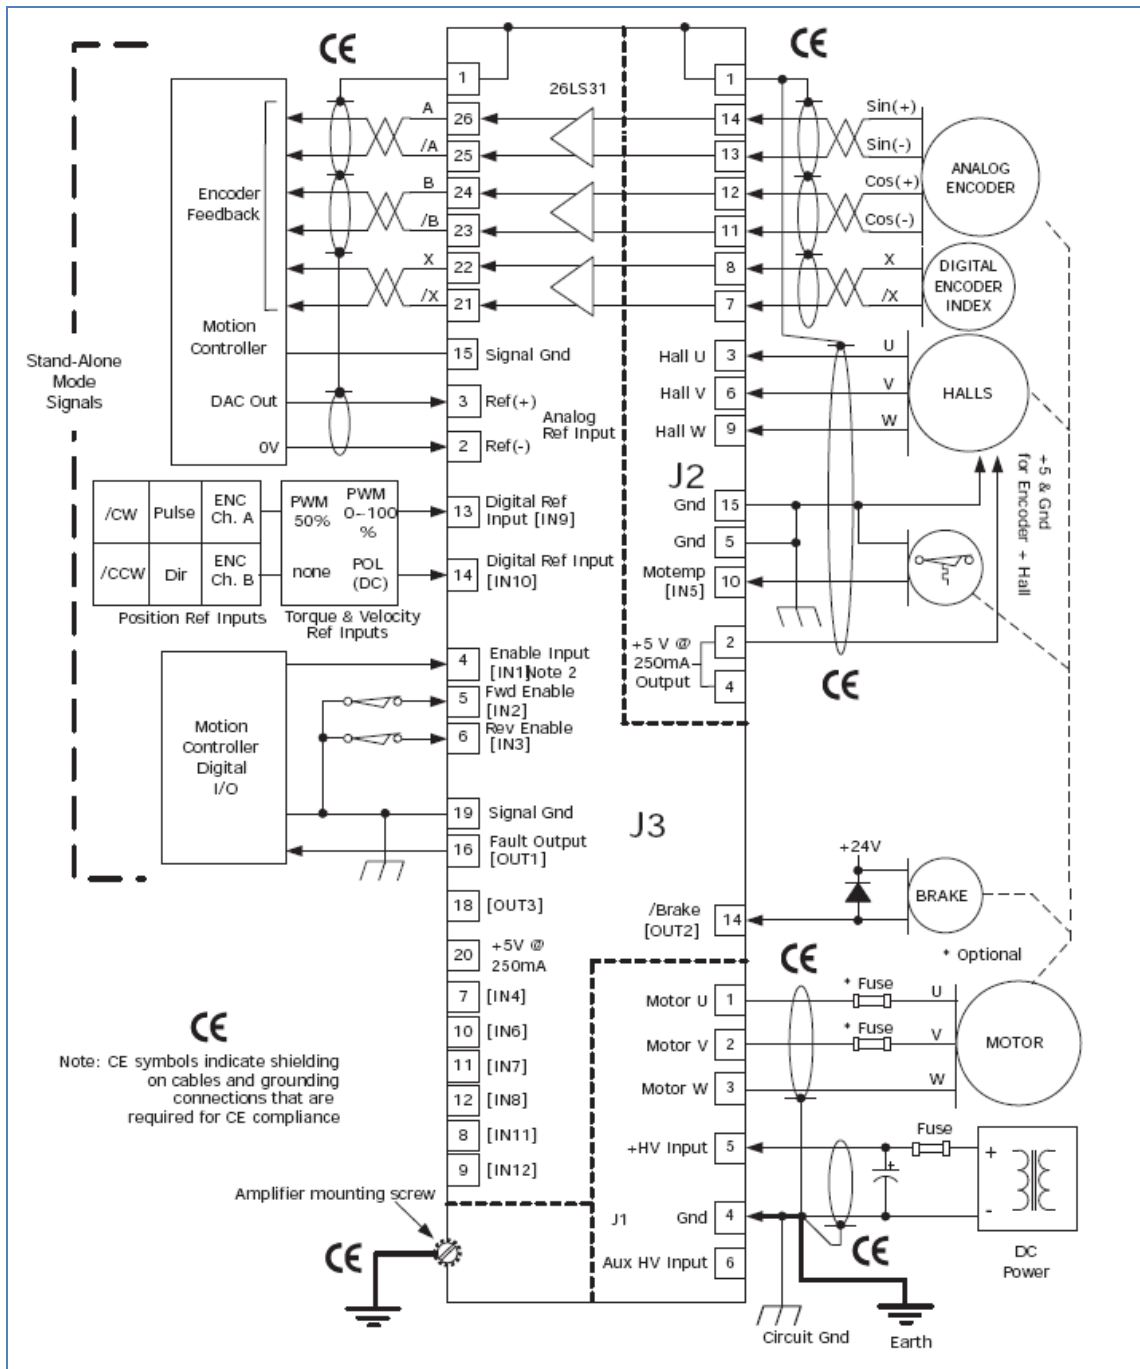 CE
CE
1
1
26LS31
A
26
14
Sin(+)
/A
25
13
Sin(-)
ANALOG
ENCODER
B
24
12
Cos(+)
Encoder
Feedback
/B
23
11
Cos(-)
X
22
8
X
DIGITAL
ENCODER
INDEX
/X
21
7
/X
Motion
Controller
15
Signal Gnd
Hall U
3
U
Stand-Alone
Mode
Signals
Hall V
6
V
HALLS
DAC Out
3
Ref(+)
Analog
Ref Input
Hall W
9
W
0V
2
Ref(-)
J2
+5 & Gnd
for Encoder + Hall
/CW
Pulse
ENC
Ch. A
PWM
50%
PWM
0~100
%
13
Digital Ref
Input [IN9]
Gnd
15
Gnd
5
/CCW
Dir
ENC
Ch. B
none
POL
(DC)
14
Digital Ref Input
[IN10]
Motemp
[IN5]
10
Position Ref Inputs
Torque & Velocity
Ref Inputs
+5 V @
250mA
Output
2
4
CE
4
Enable Input
[IN1]Note 2
5
Fwd Enable
[IN2]
6
Rev Enable
[IN3]
Motion
Controller
Digital
I/O
19
Signal Gnd
J3
16
Fault Output
[OUT1]
+24V
18
[OUT3]
/Brake
[OUT2]
14
BRAKE
20
+5V @
250mA
CE
* Optional
7
[IN4]
Motor U
1
* Fuse
U
10
[IN6]
Motor V
2
* Fuse
V
MOTOR
CE
11
[IN7]
Motor W
3
W
Note: CE symbols indicate shielding
on cables and grounding
connections that are
required for CE compliance
12
[IN8]
8
[IN11]
+HV Input
5
Fuse
+
+
9
[IN12]
Amplifier mounting screw
J1
Gnd
4
-
CE
CE
Aux HV Input
6
DC
Power
Circuit Gnd
Earth